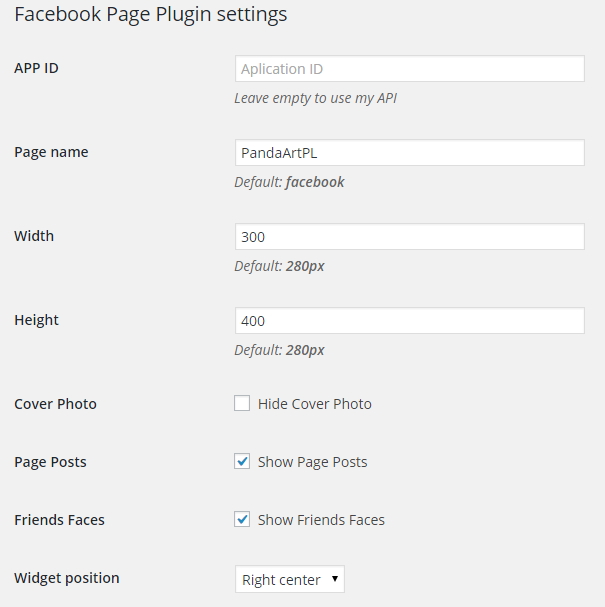 Facebook Page Plugin settings
APP ID
Aplication ID
Leave empty to use my API
Page name
PandaArtPL
Default: facebook
Width
300
Default: 280px
Height
400
Default: 280px
Cover Photo
Hide Cover Photo
Page Posts
Show Page Posts
Friends Faces
Show Friends Faces
Widget position
Right center